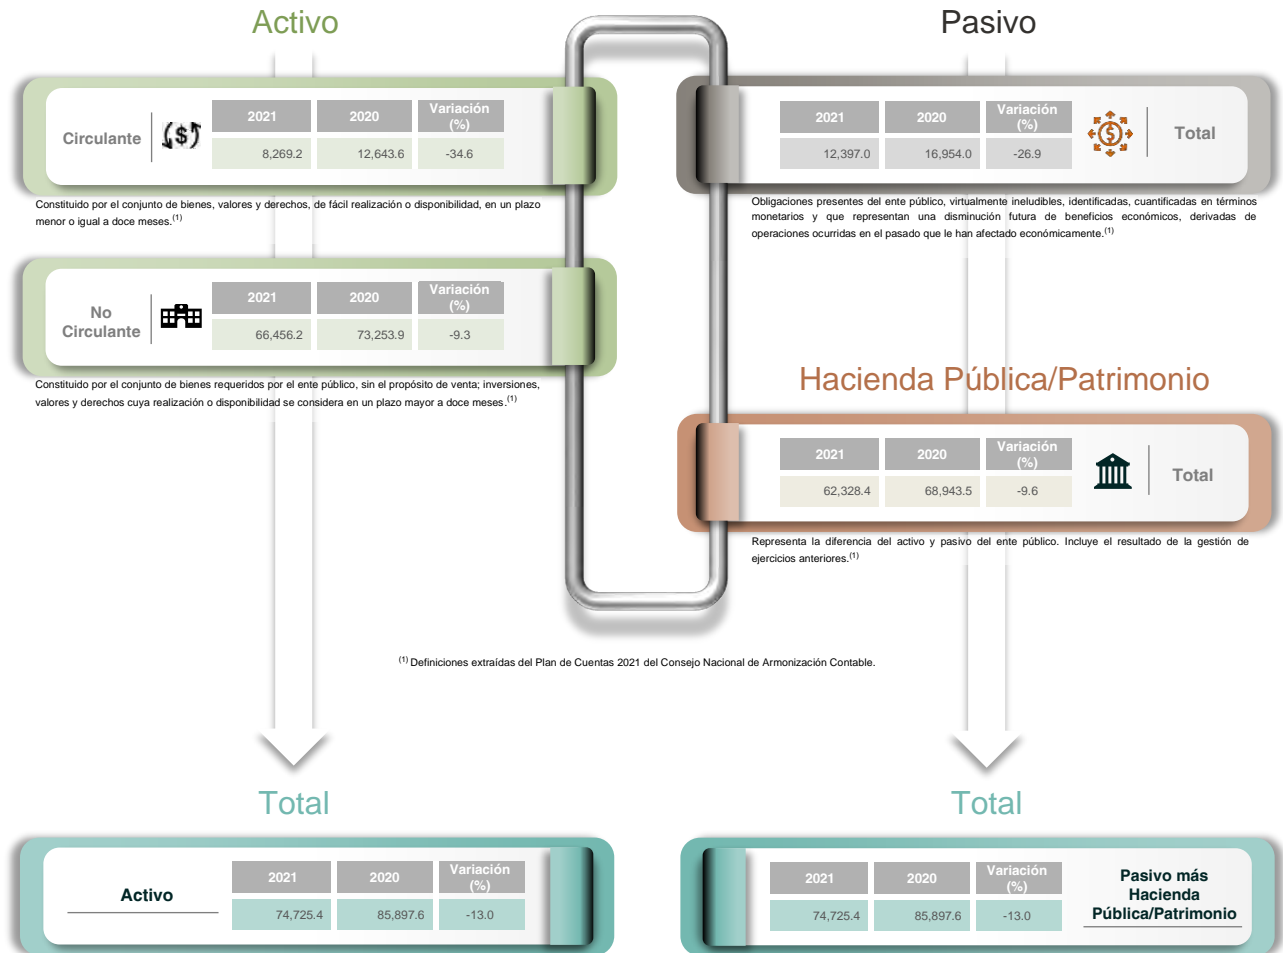 Activo
Circulante
2021 2020 Variación
(%)
8,269.2 12,643.6 -34.6
Constituido por el conjunto de bienes, valores y derechos, de fácil realización o disponibilidad, en un plazo
menor o igual a doce meses.(1)
No
Circulante
2021 2020 Variación
(%)
66,456.2 73,253.9 -9.3
Constituido por el conjunto de bienes requeridos por el ente público, sin el propósito de venta; inversiones,
valores y derechos cuya realización o disponibilidad se considera en un plazo mayor a doce meses.(1)
Pasivo
2021 2020 Variación
(%)
12,397.0 16,954.0 -26.9
Total
Obligaciones presentes del ente público, virtualmente ineludibles, identificadas, cuantificadas en términos
monetarios y que representan una disminución futura de beneficios económicos, derivadas de
operaciones ocurridas en el pasado que le han afectado económicamente.(1)
Hacienda Pública/Patrimonio
2021 2020 Variación
(%)
62,328.4 68,943.5 -9.6
Total
Representa la diferencia del activo y pasivo del ente público. Incluye el resultado de la gestión de
ejercicios anteriores.(1)
(1) Definiciones extraídas del Plan de Cuentas 2021 del Consejo Nacional de Armonización Contable.
Total
Activo
2021 2020 Variación
(%)
74,725.4 85,897.6 -13.0
Total
2021 2020 Variación
(%)
74,725.4 85,897.6 -13.0
Pasivo más
Hacienda
Pública/Patrimonio